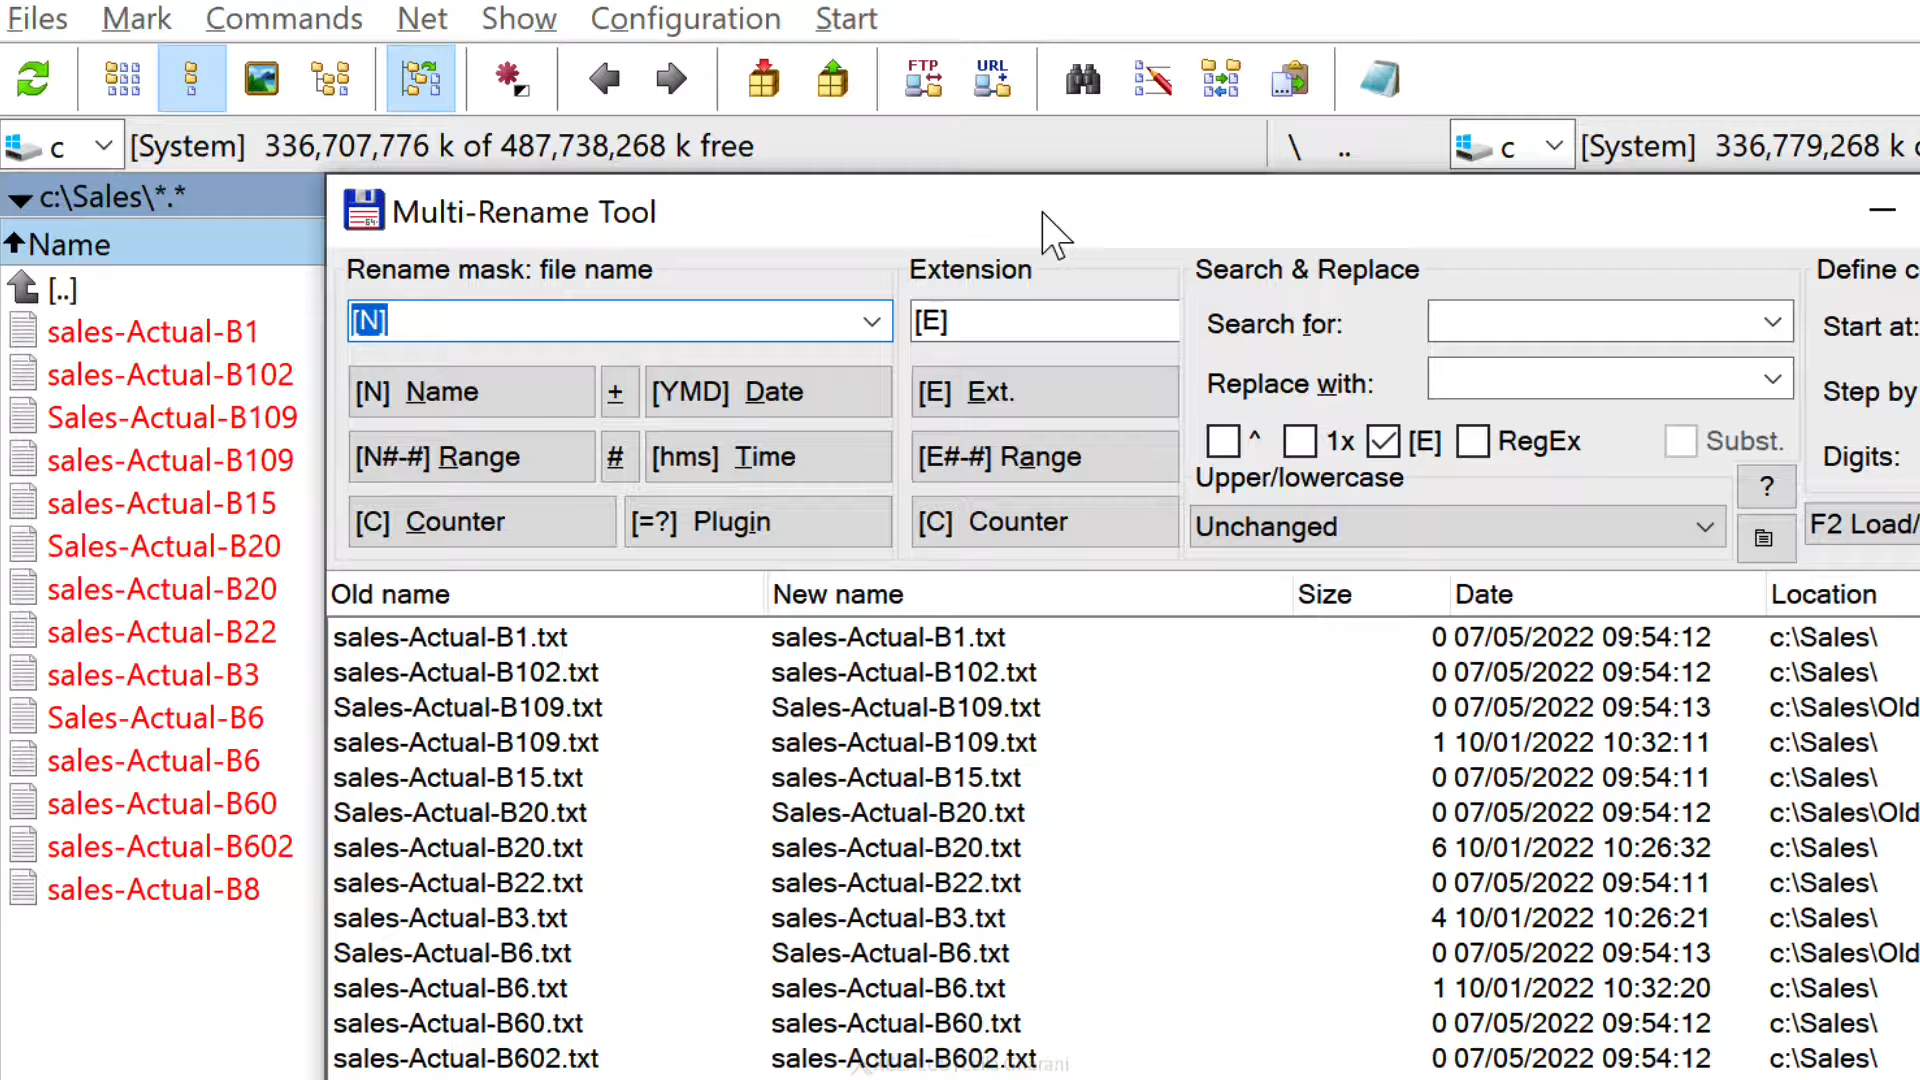 Files Mark Commands Net Show Configuration Start
FTP URL
c [System] 336,707,776 k of 487,738,268 k free \ .. c [System] 336,779,268 k
c:\Sales\*.*
Name
[..]
sales-Actual-B1
sales-Actual-B102
Sales-Actual-B109
sales-Actual-B109
sales-Actual-B15
Sales-Actual-B20
sales-Actual-B20
sales-Actual-B22
sales-Actual-B3
Sales-Actual-B6
sales-Actual-B6
sales-Actual-B60
sales-Actual-B602
sales-Actual-B8
Multi-Rename Tool
Rename mask: file name Extension Search & Replace Define c
[N] [E] Search for: Start at:
Replace with:
[N] Name + [YMD] Date [E] Ext. Step by
^ 1x [E] RegEx Subst.
[N#-#] Range # [hms] Time [E#-#] Range Digits:
Upper/lowercase ?
[C] Counter [=?] Plugin [C] Counter Unchanged F2 Load/
Old name New name Size Date Location
sales-Actual-B1.txt sales-Actual-B1.txt 0 07/05/2022 09:54:12 c:\Sales\
sales-Actual-B102.txt sales-Actual-B102.txt 0 07/05/2022 09:54:12 c:\Sales\
Sales-Actual-B109.txt Sales-Actual-B109.txt 0 07/05/2022 09:54:13 c:\Sales\Old
sales-Actual-B109.txt sales-Actual-B109.txt 1 10/01/2022 10:32:11 c:\Sales\
sales-Actual-B15.txt sales-Actual-B15.txt 0 07/05/2022 09:54:11 c:\Sales\
Sales-Actual-B20.txt Sales-Actual-B20.txt 0 07/05/2022 09:54:12 c:\Sales\Old
sales-Actual-B20.txt sales-Actual-B20.txt 6 10/01/2022 10:26:32 c:\Sales\
sales-Actual-B22.txt sales-Actual-B22.txt 0 07/05/2022 09:54:11 c:\Sales\
sales-Actual-B3.txt sales-Actual-B3.txt 4 10/01/2022 10:26:21 c:\Sales\
Sales-Actual-B6.txt Sales-Actual-B6.txt 0 07/05/2022 09:54:13 c:\Sales\Old
sales-Actual-B6.txt sales-Actual-B6.txt 1 10/01/2022 10:32:20 c:\Sales\
sales-Actual-B60.txt sales-Actual-B60.txt 0 07/05/2022 09:54:12 c:\Sales\
sales-Actual-B602.txt sales-Actual-B602.txt 0 07/05/2022 09:54:12 c:\Sales\